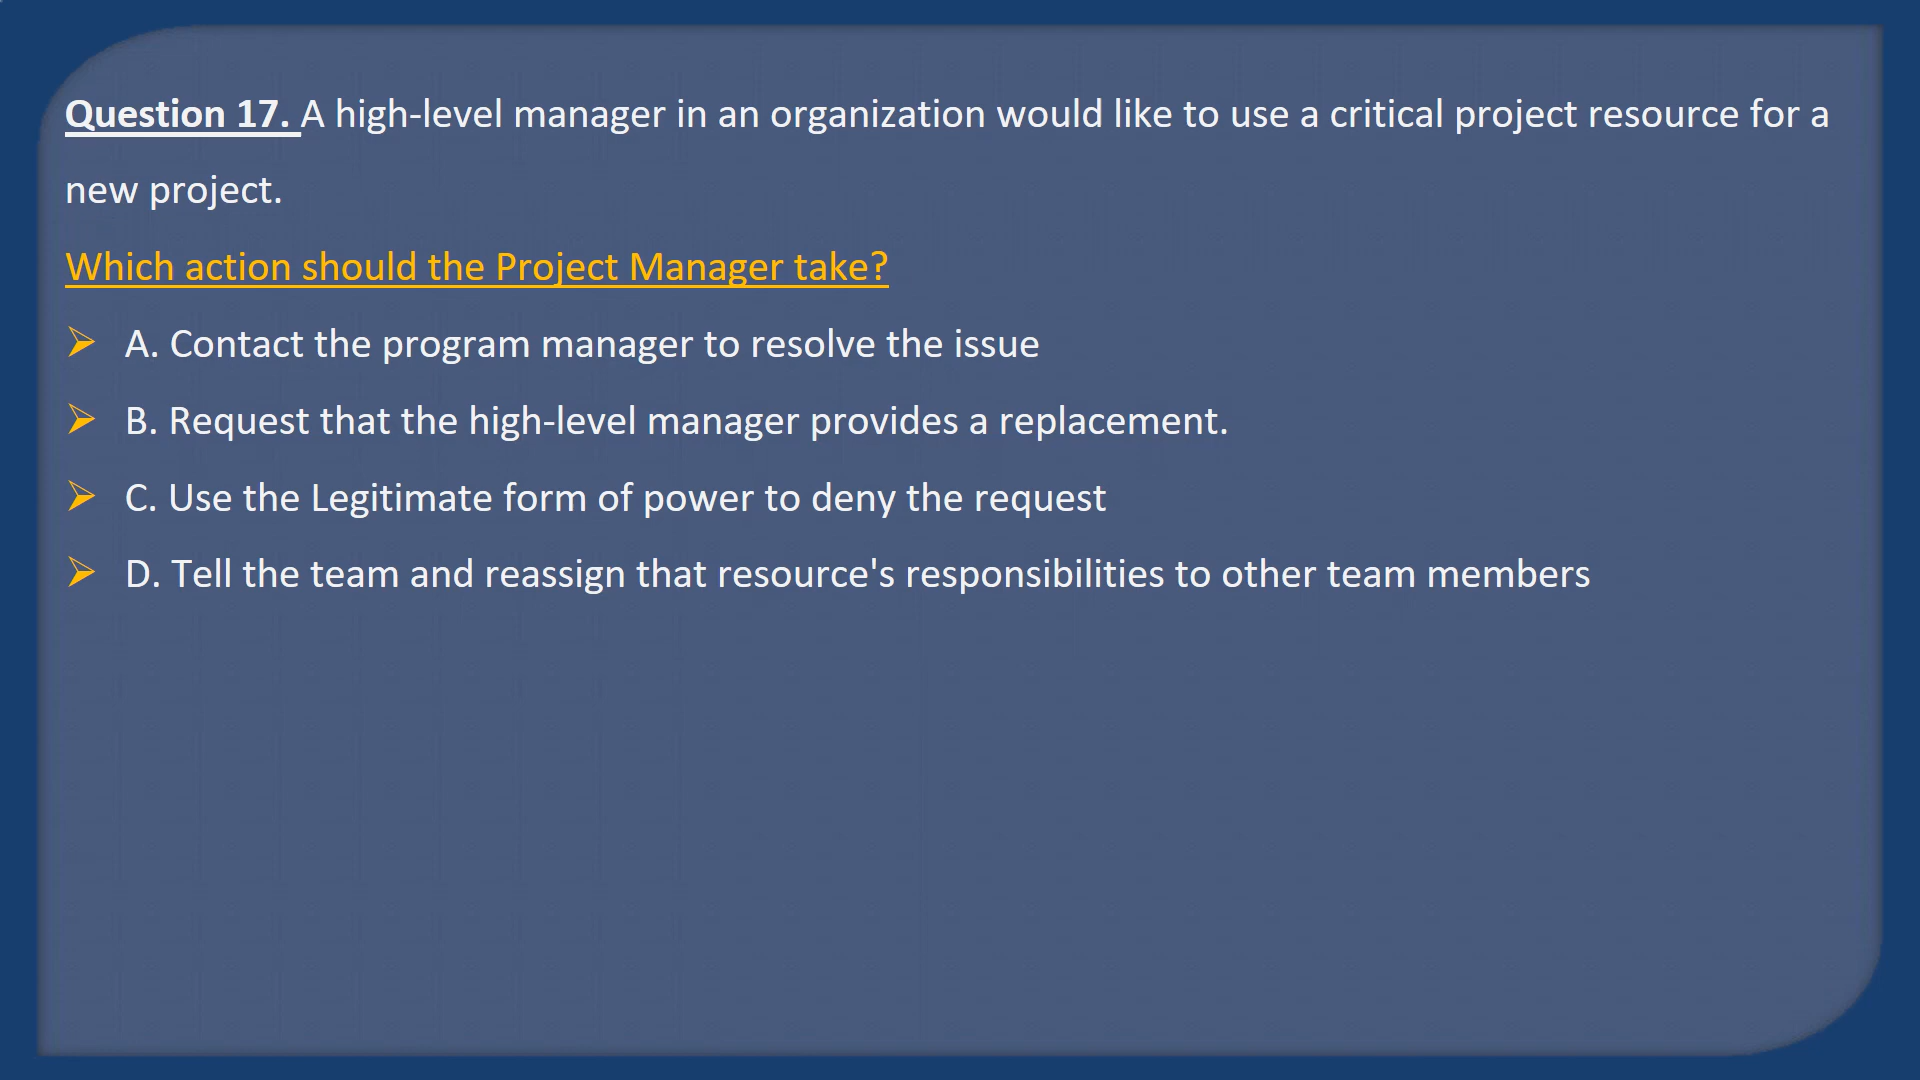 Question 17. A high-level manager in an organization would like to use a critical project resource for a
new project.
Which action should the Project Manager take?
A. Contact the program manager to resolve the issue
B. Request that the high-level manager provides a replacement.
C. Use the Legitimate form of power to deny the request
D. Tell the team and reassign that resource's responsibilities to other team members